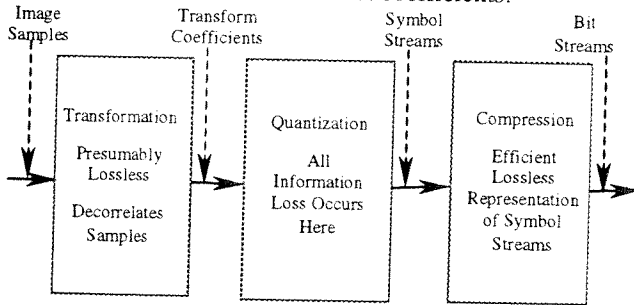 Image
Samples
Transform
Coefficients
Symbol
Streams
Bit
Streams
Transformation
Presumably
Lossless
Decorrelates
Samples
Quantization
All
Information
Loss Occurs
Here
Compression
Efficient
Lossless
Representation
of Symbol
Streams